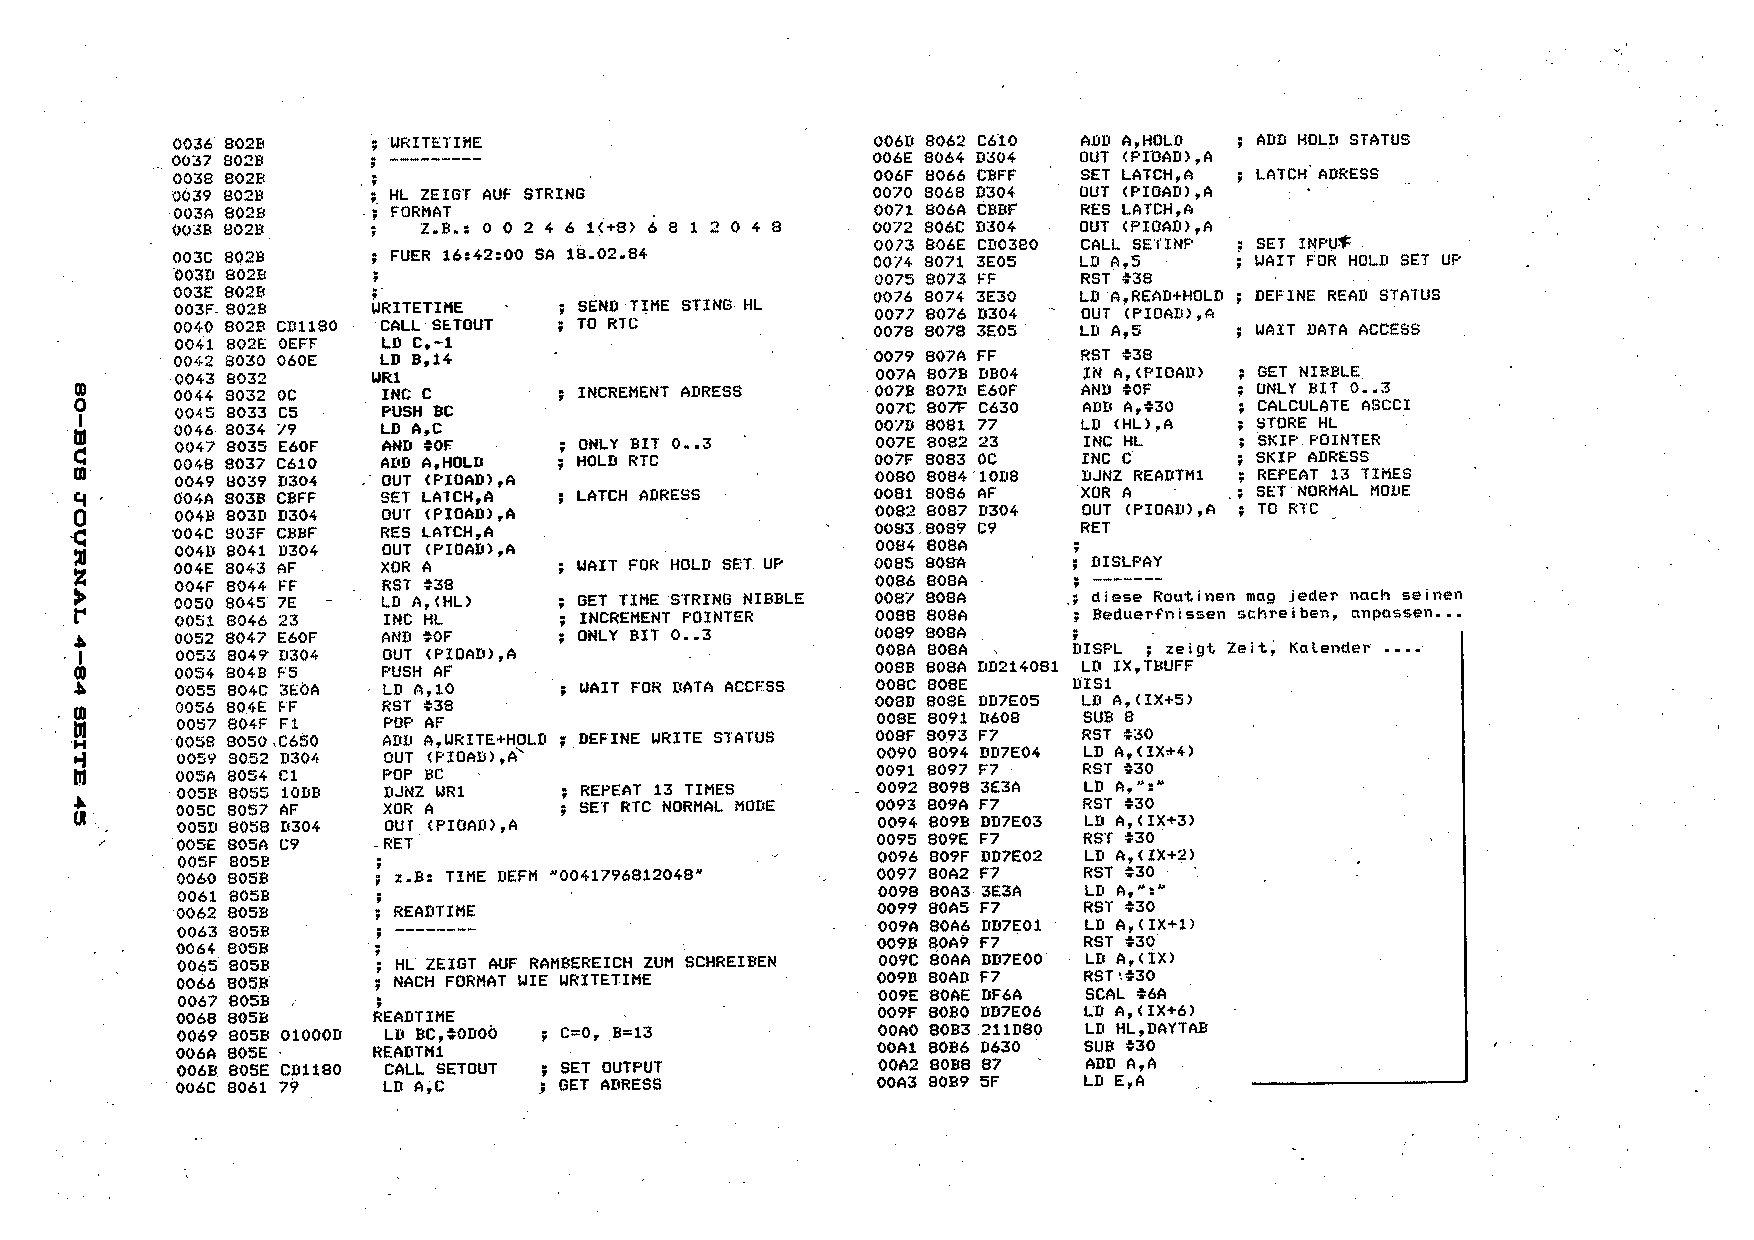 80-BUS JOURNAL 4-84 SEITE 45
0036 802B ; WRITETIME
0037 802B ; ---------
0038 802B ;
0039 802B ; HL ZEIGT AUF STRING
003A 802B ; FORMAT
003B 802B ; Z.B.: 0 0 2 4 6 1(+8) 6 8 1 2 0 4 8
003C 802B ; FUER 16:42:00 SA 18.02.84
003D 802B ;
003E 802B ;
003F 802B WRITETIME ; SEND TIME STING HL
0040 802B CD1180 CALL SETOUT ; TO RTC
0041 802E 0EFF LD C,-1
0042 8030 060E LD B,14
0043 8032 WR1
0044 8032 0C INC C ; INCREMENT ADRESS
0045 8033 C5 PUSH BC
0046 8034 79 LD A,C
0047 8035 E60F AND #0F ; ONLY BIT 0..3
0048 8037 C610 ADD A,HOLD ; HOLD RTC
0049 8039 D304 OUT (PIOAD),A
004A 803B CBFF SET LATCH,A ; LATCH ADRESS
004B 803D D304 OUT (PIOAD),A
004C 803F CBBF RES LATCH,A
004D 8041 D304 OUT (PIOAD),A
004E 8043 AF XOR A ; WAIT FOR HOLD SET UP
004F 8044 FF RST #38
0050 8045 7E LD A,(HL) ; GET TIME STRING NIBBLE
0051 8046 23 INC HL ; INCREMENT POINTER
0052 8047 E60F AND #0F ; ONLY BIT 0..3
0053 8049 D304 OUT (PIOAD),A
0054 804B F5 PUSH AF
0055 804C 3E0A LD A,10 ; WAIT FOR DATA ACCESS
0056 804E FF RST #38
0057 804F F1 POP AF
0058 8050 C650 ADD A,WRITE+HOLD ; DEFINE WRITE STATUS
0059 8052 D304 OUT (PIOAD),A
005A 8054 C1 POP BC
005B 8055 10DB DJNZ WR1 ; REPEAT 13 TIMES
005C 8057 AF XOR A ; SET RTC NORMAL MODE
005D 8058 D304 OUT (PIOAD),A
005E 805A C9 RET
005F 805B ;
0060 805B ; z.B: TIME DEFM "0041796812048"
0061 805B ;
0062 805B ; READTIME
0063 805B ; --------
0064 805B ;
0065 805B ; HL ZEIGT AUF RAMBEREICH ZUM SCHREIBEN
0066 805B ; NACH FORMAT WIE WRITETIME
0067 805B ;
0068 805B READTIME
0069 805B 01000D LD BC,#0D00 ; C=0, B=13
006A 805E READTM1
006B 805E CD1180 CALL SETOUT ; SET OUTPUT
006C 8061 79 LD A,C ; GET ADRESS
006D 8062 C610 ADD A,HOLD ; ADD HOLD STATUS
006E 8064 D304 OUT (PIOAD),A
006F 8066 CBFF SET LATCH,A ; LATCH ADRESS
0070 8068 D304 OUT (PIOAD),A
0071 806A CBBF RES LATCH,A
0072 806C D304 OUT (PIOAD),A
0073 806E CD0380 CALL SETINP ; SET INPUT
0074 8071 3E05 LD A,5 ; WAIT FOR HOLD SET UP
0075 8073 FF RST #38
0076 8074 3E30 LD A,READ+HOLD ; DEFINE READ STATUS
0077 8076 D304 OUT (PIOAD),A
0078 8078 3E05 LD A,5 ; WAIT DATA ACCESS
0079 807A FF RST #38
007A 807B DB04 IN A,(PIOAD) ; GET NIBBLE
007B 807D E60F AND #0F ; ONLY BIT 0..3
007C 807F C630 ADD A,#30 ; CALCULATE ASCCI
007D 8081 77 LD (HL),A ; STORE HL
007E 8082 23 INC HL ; SKIP POINTER
007F 8083 0C INC C ; SKIP ADRESS
0080 8084 10D8 DJNZ READTM1 ; REPEAT 13 TIMES
0081 8086 AF XOR A ; SET NORMAL MODE
0082 8087 D304 OUT (PIOAD),A ; TO RTC
0083 8089 C9 RET
0084 808A ;
0085 808A ; DISLPAY
0086 808A ; -------
0087 808A ; diese Routinen mag jeder nach seinen
0088 808A ; Beduerfnissen schreiben, anpassen...
0089 808A ;
008A 808A DISPL ; zeigt Zeit, Kalender ....
008B 808A DD214081 LD IX,TBUFF
008C 808E DIS1
008D 808E DD7E05 LD A,(IX+5)
008E 8091 D608 SUB 8
008F 8093 F7 RST #30
0090 8094 DD7E04 LD A,(IX+4)
0091 8097 F7 RST #30
0092 8098 3E3A LD A,":"
0093 809A F7 RST #30
0094 809B DD7E03 LD A,(IX+3)
0095 809E F7 RST #30
0096 809F DD7E02 LD A,(IX+2)
0097 80A2 F7 RST #30
0098 80A3 3E3A LD A,":"
0099 80A5 F7 RST #30
009A 80A6 DD7E01 LD A,(IX+1)
009B 80A9 F7 RST #30
009C 80AA DD7E00 LD A,(IX)
009D 80AD F7 RST #30
009E 80AE DF6A SCAL #6A
009F 80B0 DD7E06 LD A,(IX+6)
00A0 80B3 211D80 LD HL,DAYTAB
00A1 80B6 D630 SUB #30
00A2 80B8 87 ADD A,A
00A3 80B9 5F LD E,A